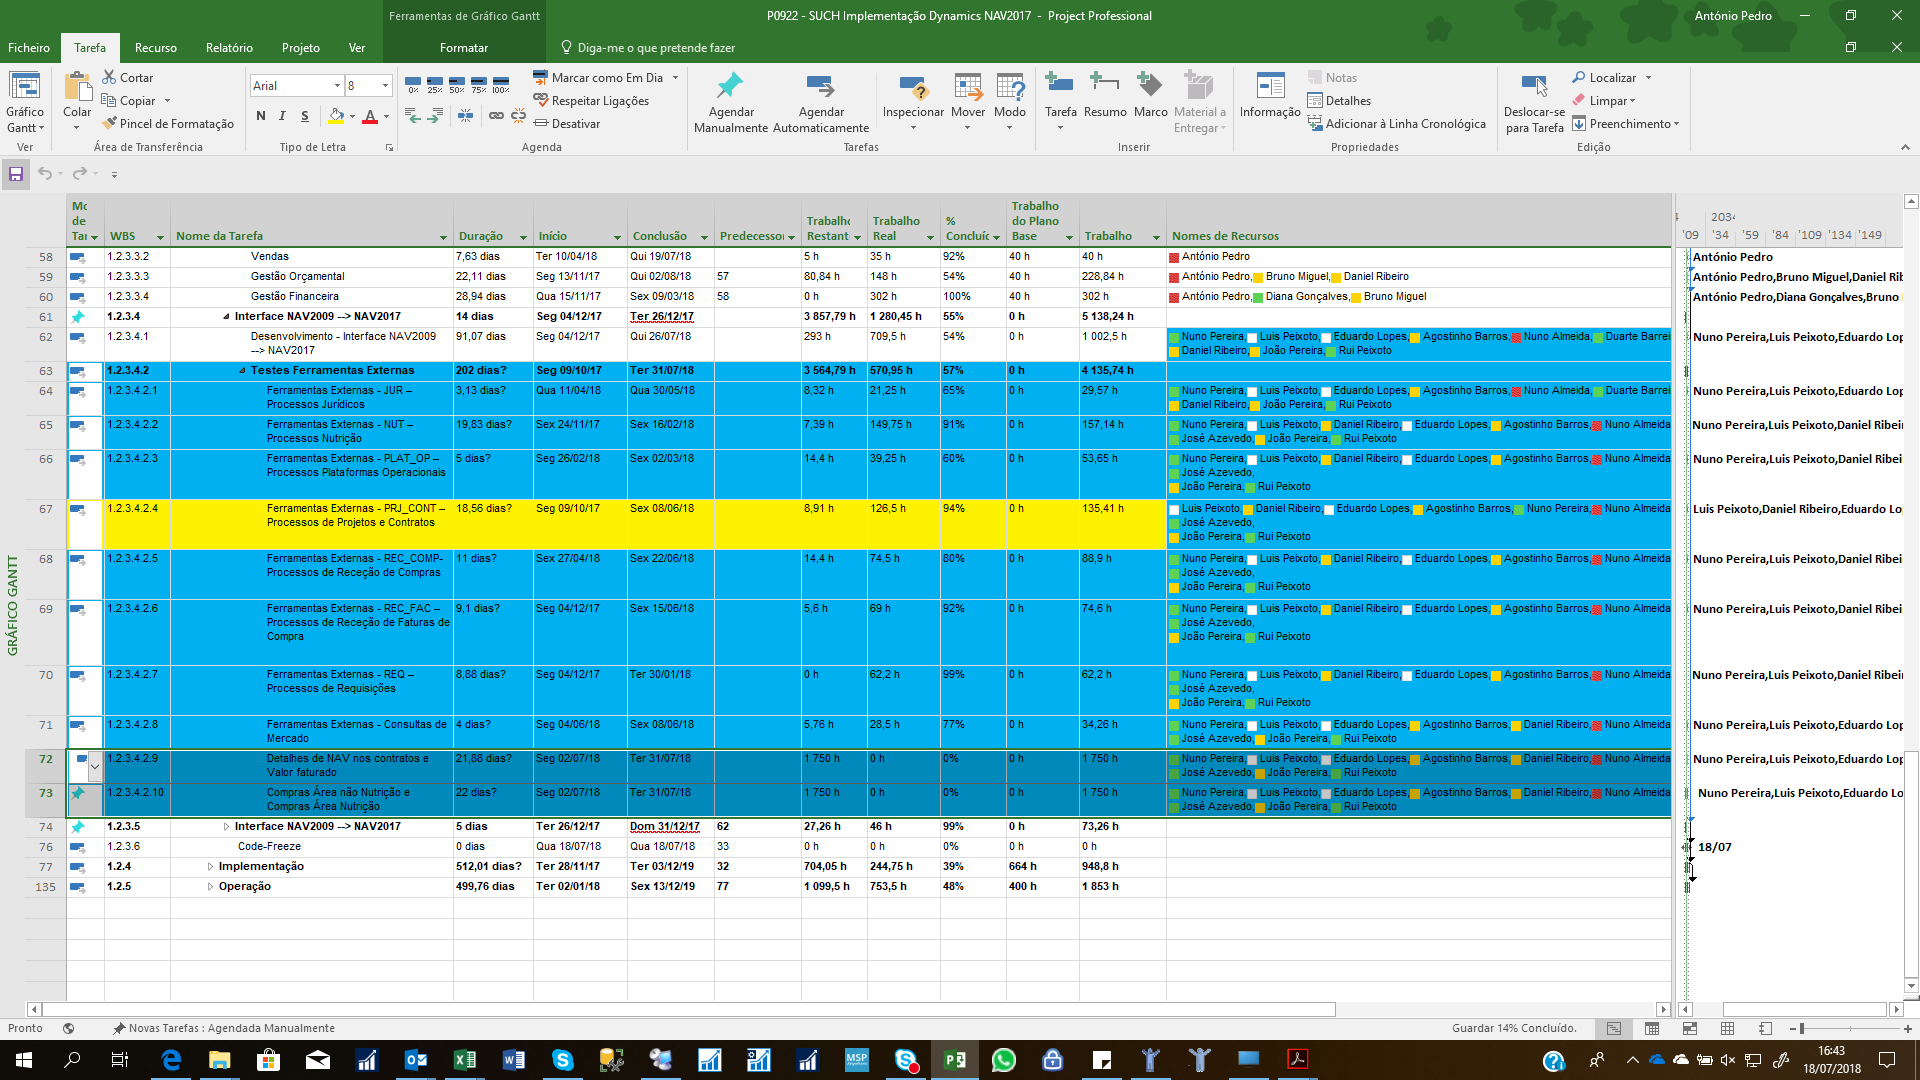 Ferramentas de Gráfico Gantt
P0922 - SUCH Implementação Dynamics NAV2017 - Project Professional
António Pedro
Ficheiro Tarefa Recurso Relatório Projeto Ver Formatar Diga-me o que pretende fazer
Gráfico Gantt
Ver
Colar
Cortar
Copiar
Pincel de Formatação
Área de Transferência
Arial 8
N I S A
Tipo de Letra
0% 25% 50% 75% 100%
Marcar como Em Dia
Respeitar Ligações
Desativar
Agenda
Agendar Manualmente
Agendar Automaticamente
Inspecionar Mover Modo
Tarefas
Tarefa Resumo Marco Material a Entregar
Inserir
Informação
Notas
Detalhes
Adicionar à Linha Cronológica
Propriedades
Deslocar-se para Tarefa
Localizar
Limpar
Preenchimento
Edição
GRÁFICO GANTT
Mc de Tar WBS Nome da Tarefa Duração Início Conclusão Predecessor Trabalho Restant Trabalho Real % Concluíd Trabalho do Plano Base Trabalho Nomes de Recursos
2034
'09 '34 '59 '84 '109 '134 '149
58 1.2.3.3.2 Vendas 7,63 dias Ter 10/04/18 Qui 19/07/18 5 h 35 h 92% 40 h 40 h António Pedro
António Pedro
59 1.2.3.3.3 Gestão Orçamental 22,11 dias Seg 13/11/17 Qui 02/08/18 57 80,84 h 148 h 54% 40 h 228,84 h António Pedro, Bruno Miguel, Daniel Ribeiro
António Pedro,Bruno Miguel,Daniel Rib
60 1.2.3.3.4 Gestão Financeira 28,94 dias Qua 15/11/17 Sex 09/03/18 58 0 h 302 h 100% 40 h 302 h António Pedro, Diana Gonçalves, Bruno Miguel
António Pedro,Diana Gonçalves,Bruno
61 1.2.3.4 Interface NAV2009 --> NAV2017 14 dias Seg 04/12/17 Ter 26/12/17 3 857,79 h 1 280,45 h 55% 0 h 5 138,24 h
62 1.2.3.4.1 Desenvolvimento - Interface NAV2009 --> NAV2017 91,07 dias Seg 04/12/17 Qui 26/07/18 293 h 709,5 h 54% 0 h 1 002,5 h Nuno Pereira, Luis Peixoto, Eduardo Lopes, Agostinho Barros, Nuno Almeida, Duarte Barrei
Daniel Ribeiro, João Pereira, Rui Peixoto
Nuno Pereira,Luis Peixoto,Eduardo Lop
63 1.2.3.4.2 Testes Ferramentas Externas 202 dias? Seg 09/10/17 Ter 31/07/18 3 564,79 h 570,95 h 57% 0 h 4 135,74 h
64 1.2.3.4.2.1 Ferramentas Externas - JUR – Processos Jurídicos 3,13 dias? Qua 11/04/18 Qua 30/05/18 8,32 h 21,25 h 65% 0 h 29,57 h Nuno Pereira, Luis Peixoto, Eduardo Lopes, Agostinho Barros, Nuno Almeida, Duarte Barrei
Daniel Ribeiro, João Pereira, Rui Peixoto
Nuno Pereira,Luis Peixoto,Eduardo Lop
65 1.2.3.4.2.2 Ferramentas Externas - NUT – Processos Nutrição 19,83 dias? Sex 24/11/17 Sex 16/02/18 7,39 h 149,75 h 91% 0 h 157,14 h Nuno Pereira, Luis Peixoto, Daniel Ribeiro, Eduardo Lopes, Agostinho Barros, Nuno Almeida
José Azevedo, João Pereira, Rui Peixoto
Nuno Pereira,Luis Peixoto,Daniel Ribei
66 1.2.3.4.2.3 Ferramentas Externas - PLAT_OP – Processos Plataformas Operacionais 5 dias? Seg 26/02/18 Sex 02/03/18 14,4 h 39,25 h 60% 0 h 53,65 h Nuno Pereira, Luis Peixoto, Daniel Ribeiro, Eduardo Lopes, Agostinho Barros, Nuno Almeida
José Azevedo,
João Pereira, Rui Peixoto
Nuno Pereira,Luis Peixoto,Daniel Ribei
67 1.2.3.4.2.4 Ferramentas Externas - PRJ_CONT – Processos de Projetos e Contratos 18,56 dias? Seg 09/10/17 Sex 08/06/18 8,91 h 126,5 h 94% 0 h 135,41 h Luis Peixoto, Daniel Ribeiro, Eduardo Lopes, Agostinho Barros, Nuno Pereira, Nuno Almeida
José Azevedo,
João Pereira, Rui Peixoto
Luis Peixoto,Daniel Ribeiro,Eduardo Lo
68 1.2.3.4.2.5 Ferramentas Externas - REC_COMP- Processos de Receção de Compras 11 dias? Sex 27/04/18 Sex 22/06/18 14,4 h 74,5 h 80% 0 h 88,9 h Nuno Pereira, Luis Peixoto, Daniel Ribeiro, Eduardo Lopes, Agostinho Barros, Nuno Almeida
José Azevedo,
João Pereira, Rui Peixoto
Nuno Pereira,Luis Peixoto,Daniel Ribei
69 1.2.3.4.2.6 Ferramentas Externas - REC_FAC – Processos de Receção de Faturas de Compra 9,1 dias? Seg 04/12/17 Sex 15/06/18 5,6 h 69 h 92% 0 h 74,6 h Nuno Pereira, Luis Peixoto, Daniel Ribeiro, Eduardo Lopes, Agostinho Barros, Nuno Almeida
José Azevedo,
João Pereira, Rui Peixoto
Nuno Pereira,Luis Peixoto,Daniel Ribei
70 1.2.3.4.2.7 Ferramentas Externas - REQ – Processos de Requisições 8,88 dias? Seg 04/12/17 Ter 30/01/18 0 h 62,2 h 99% 0 h 62,2 h Nuno Pereira, Luis Peixoto, Daniel Ribeiro, Eduardo Lopes, Agostinho Barros, Nuno Almeida
José Azevedo,
João Pereira, Rui Peixoto
Nuno Pereira,Luis Peixoto,Daniel Ribei
71 1.2.3.4.2.8 Ferramentas Externas - Consultas de Mercado 4 dias? Seg 04/06/18 Sex 08/06/18 5,76 h 28,5 h 77% 0 h 34,26 h Nuno Pereira, Luis Peixoto, Eduardo Lopes, Agostinho Barros, Daniel Ribeiro, Nuno Almeida
José Azevedo, João Pereira, Rui Peixoto
Nuno Pereira,Luis Peixoto,Eduardo Lop
72 1.2.3.4.2.9 Detalhes de NAV nos contratos e Valor faturado 21,88 dias? Seg 02/07/18 Ter 31/07/18 1 750 h 0 h 0% 0 h 1 750 h Nuno Pereira, Luis Peixoto, Eduardo Lopes, Agostinho Barros, Daniel Ribeiro, Nuno Almeida
José Azevedo, João Pereira, Rui Peixoto
Nuno Pereira,Luis Peixoto,Eduardo Lop
73 1.2.3.4.2.10 Compras Área não Nutrição e Compras Área Nutrição 22 dias? Seg 02/07/18 Ter 31/07/18 1 750 h 0 h 0% 0 h 1 750 h Nuno Pereira, Luis Peixoto, Eduardo Lopes, Agostinho Barros, Daniel Ribeiro, Nuno Almeida
José Azevedo, João Pereira, Rui Peixoto
Nuno Pereira,Luis Peixoto,Eduardo Lo
74 1.2.3.5 Interface NAV2009 --> NAV2017 5 dias Ter 26/12/17 Dom 31/12/17 62 27,26 h 46 h 99% 0 h 73,26 h
76 1.2.3.6 Code-Freeze 0 dias Qua 18/07/18 Qua 18/07/18 33 0 h 0 h 0% 0 h 0 h
18/07
77 1.2.4 Implementação 512,01 dias? Ter 28/11/17 Ter 03/12/19 32 704,05 h 244,75 h 39% 664 h 948,8 h
135 1.2.5 Operação 499,76 dias Ter 02/01/18 Sex 13/12/19 77 1 099,5 h 753,5 h 48% 400 h 1 853 h
Pronto Novas Tarefas : Agendada Manualmente Guardar 14% Concluído.
MSP
16:43
18/07/2018